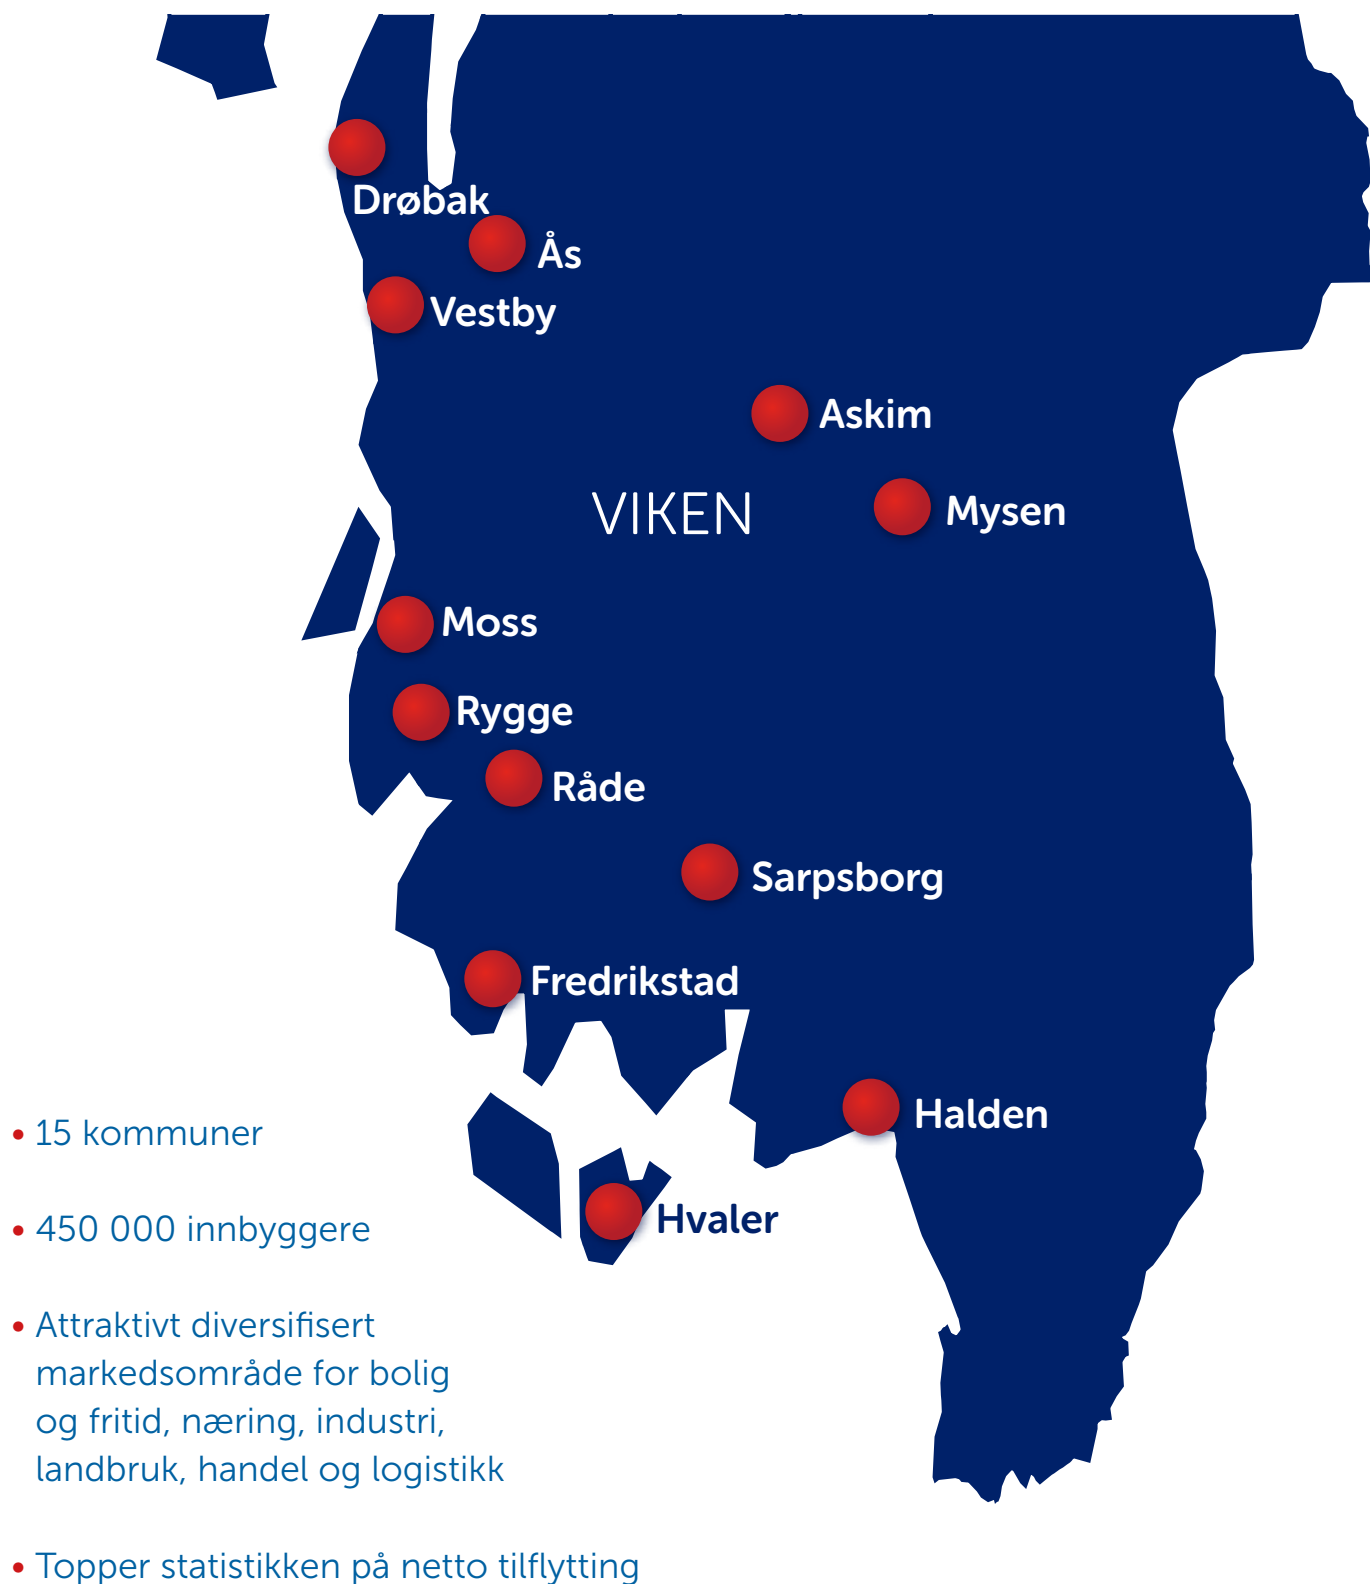 Drøbak
Ås
Vestby
Askim
VIKEN
Mysen
Moss
Rygge
Råde
Sarpsborg
Fredrikstad
Halden
Hvaler
• 15 kommuner
• 450 000 innbyggere
• Attraktivt diversifisert
markedsområde for bolig
og fritid, næring, industri,
landbruk, handel og logistikk
• Topper statistikken på netto tilflytting